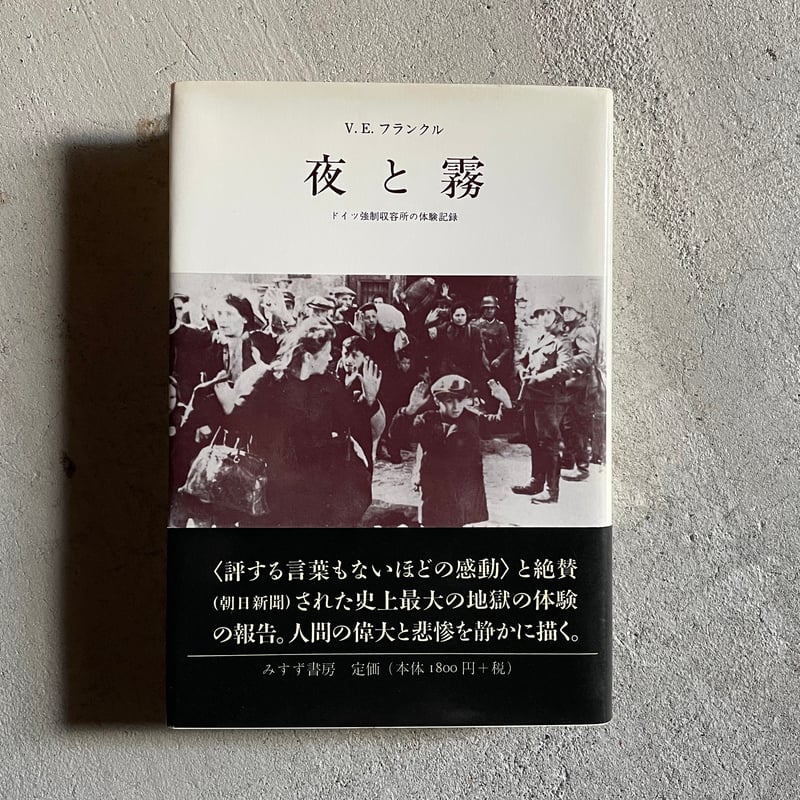 V.E.フランクル
夜と霧
ドイツ強制収容所の体験記録
〈評する言葉もないほどの感動〉と絶賛
(朝日新聞)された史上最大の地獄の体験
の報告。人間の偉大と悲惨を静かに描く。
みすず書房 定価(本体1800円+税)